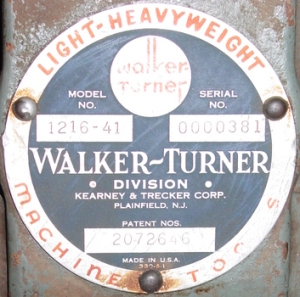 LIGHT-HEAVYWEIGHT
walker
turner
MODEL NO.
SERIAL NO.
1216-41
0000381
WALKER-TURNER
• DIVISION •
KEARNEY & TRECKER CORP.
PLAINFIELD, N.J.
PATENT NOS.
2072646
MADE IN U.S.A.
MACHINE TOOLS